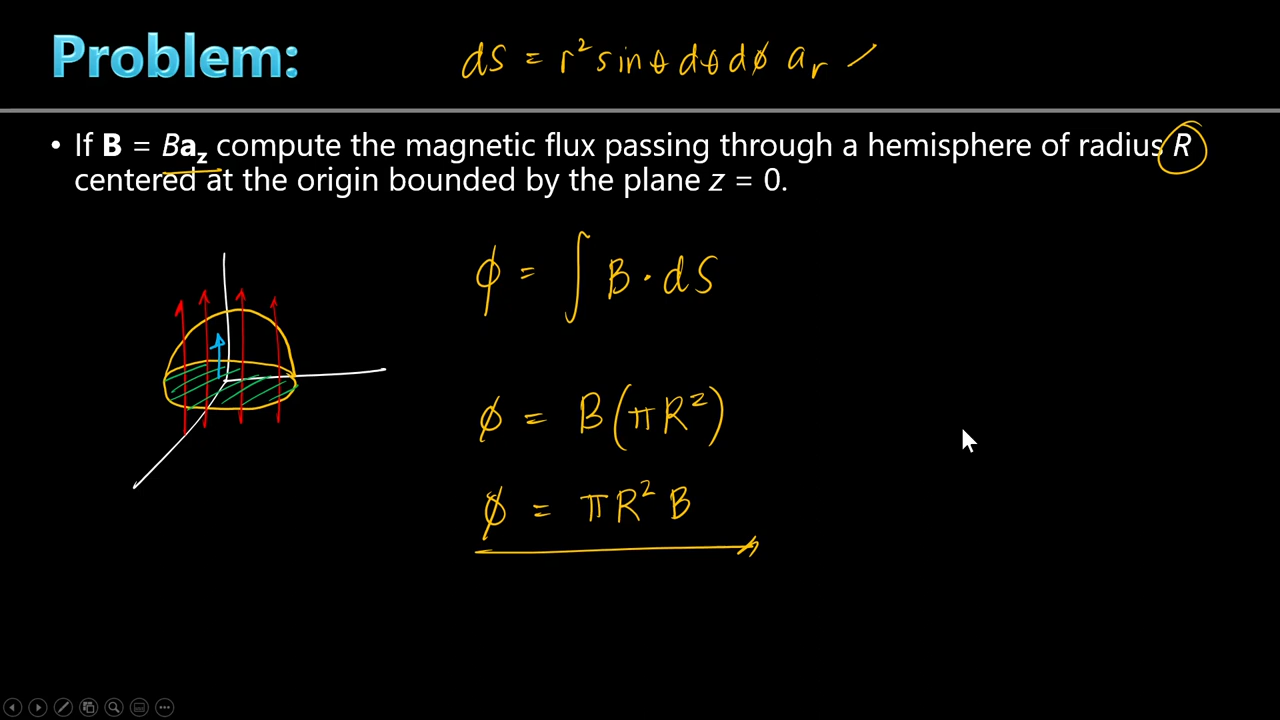 Problem:
dS = r² sinθ dθ dϕ a_r
• If B = Ba_z compute the magnetic flux passing through a hemisphere of radius R
centered at the origin bounded by the plane z = 0.
ϕ = ∫ B · dS
ϕ = B(πR²)
ϕ = πR² B